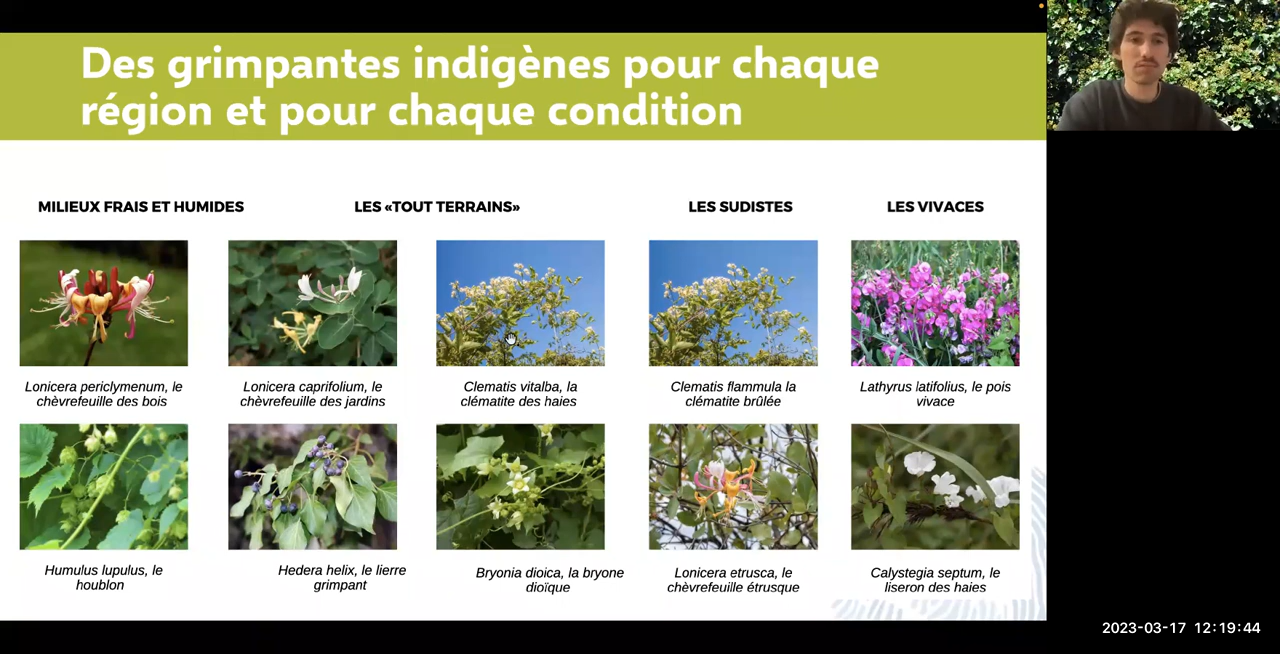 Des grimpantes indigènes pour chaque
région et pour chaque condition
MILIEUX FRAIS ET HUMIDES
LES «TOUT TERRAINS»
LES SUDISTES
LES VIVACES
Lonicera periclymenum, le
chèvrefeuille des bois
Lonicera caprifolium, le
chèvrefeuille des jardins
Clematis vitalba, la
clématite des haies
Clematis flammula la
clématite brûlée
Lathyrus latifolius, le pois
vivace
Humulus lupulus, le
houblon
Hedera helix, le lierre
grimpant
Bryonia dioica, la bryone
dioïque
Lonicera etrusca, le
chèvrefeuille étrusque
Calystegia septum, le
liseron des haies
2023-03-17 12:19:44